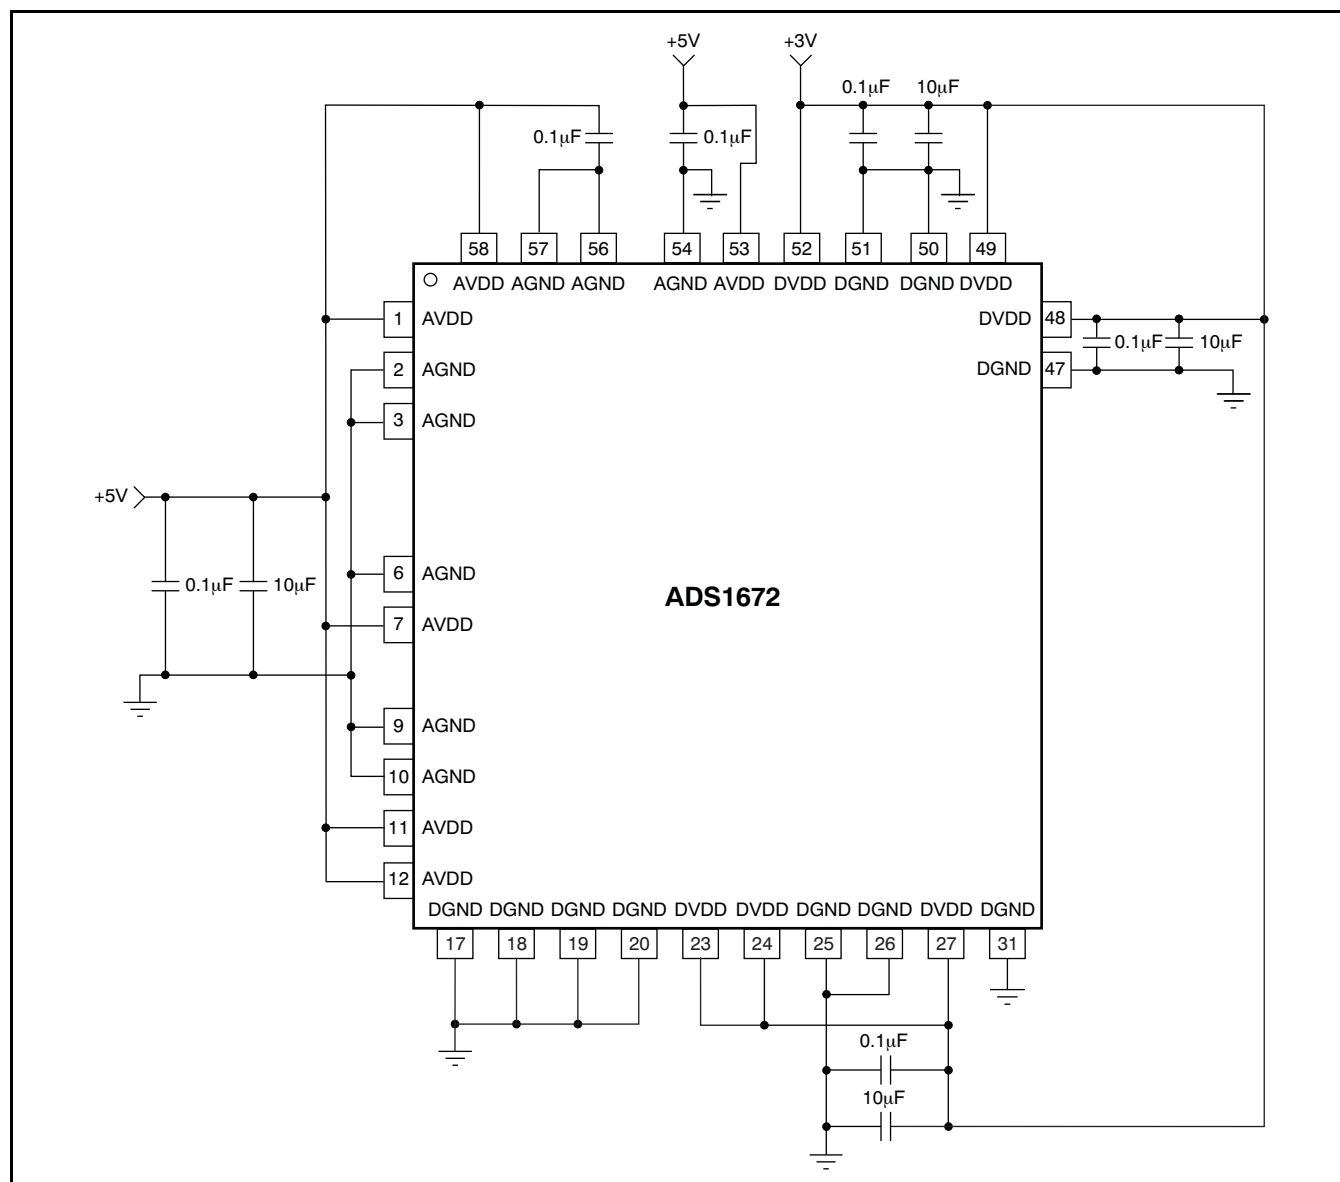 +5V
+3V
0.1μF 10μF
0.1μF 0.1μF
58 57 56 54 53 52 51 50 49
AVDD AGND AGND AGND AVDD DVDD DGND DGND DVDD
1 AVDD
DVDD 48
0.1μF 10μF
2 AGND
DGND 47
3 AGND
+5V
0.1μF 10μF
6 AGND
ADS1672
7 AVDD
9 AGND
10 AGND
11 AVDD
12 AVDD
DGND DGND DGND DGND DVDD DVDD DGND DGND DVDD DGND
17 18 19 20 23 24 25 26 27 31
0.1μF
10μF